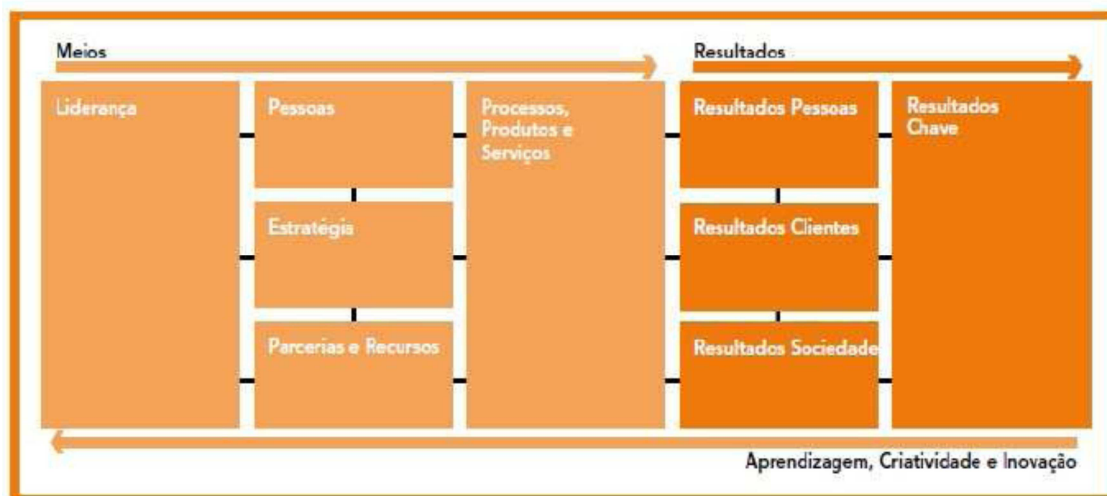 Meios
Resultados
Liderança
Pessoas
Processos,
Produtos e
Serviços
Resultados Pessoas
Resultados
Chave
Estratégia
Resultados Clientes
Parcerias e Recursos
Resultados Sociedade
Aprendizagem, Criatividade e Inovação